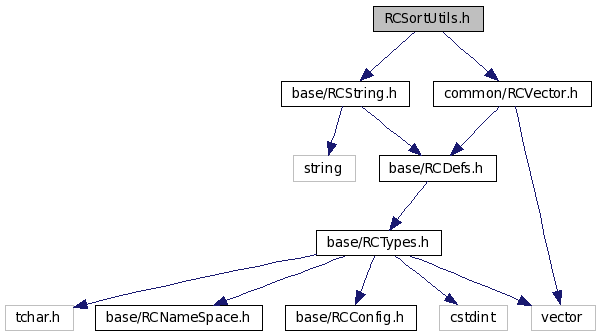 RCSortUtils.h
base/RCString.h
common/RCVector.h
string
base/RCDefs.h
base/RCTypes.h
tchar.h
base/RCNameSpace.h
base/RCConfig.h
cstdint
vector